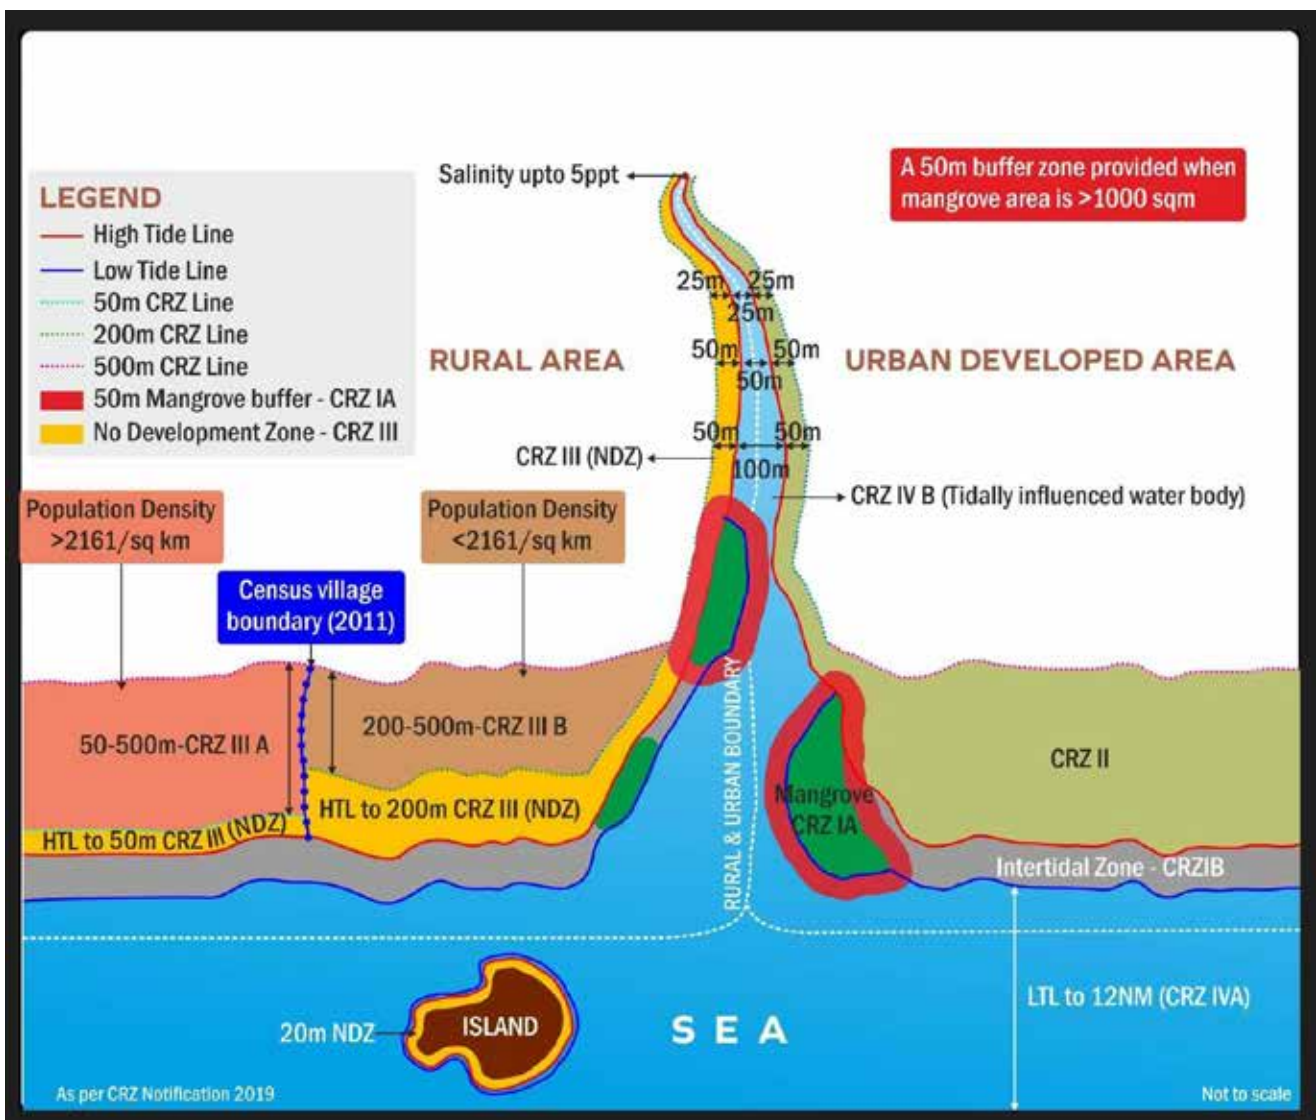 Salinity upto 5ppt
A 50m buffer zone provided when
mangrove area is >1000 sqm
LEGEND
High Tide Line
Low Tide Line
50m CRZ Line
200m CRZ Line
500m CRZ Line
50m Mangrove buffer - CRZ IA
No Development Zone - CRZ III
25m
25m
25m
RURAL AREA
URBAN DEVELOPED AREA
50m
50m
50m
50m
50m
100m
CRZ III (NDZ)
CRZ IV B (Tidally influenced water body)
Population Density
>2161/sq km
Population Density
<2161/sq km
Census village
boundary (2011)
50-500m-CRZ III A
200-500m-CRZ III B
HTL to 50m CRZ III (NDZ)
HTL to 200m CRZ III (NDZ)
RURAL & URBAN BOUNDARY
Mangrove
CRZ IA
CRZ II
Intertidal Zone - CRZIB
LTL to 12NM (CRZ IVA)
20m NDZ
ISLAND
SEA
As per CRZ Notification 2019
Not to scale